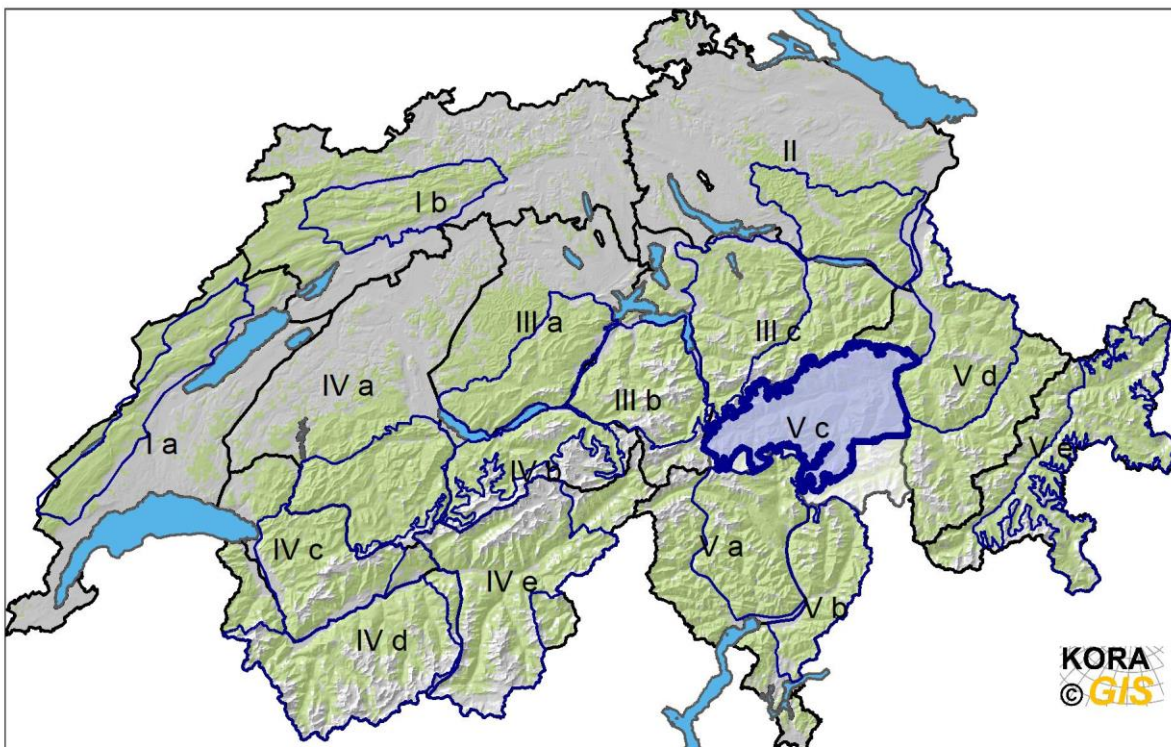 II
I b
III a
III c
IV a
III b
V d
V c
I a
V e
IV b
IV c
V a
IV e
V b
IV d
KORA
© GIS